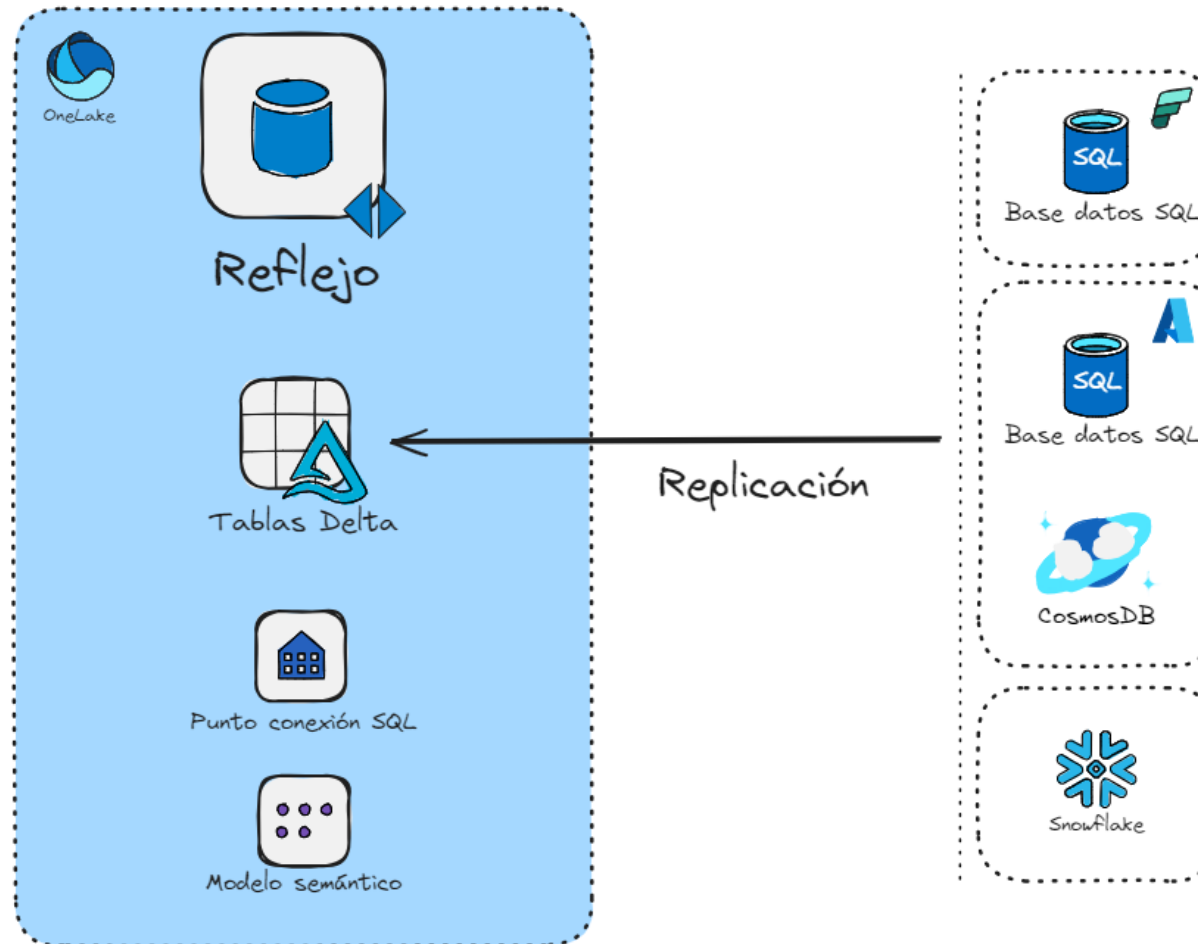 OneLake
Reflejo
Tablas Delta
Punto conexión SQL
Modelo semántico
Replicación
SQL
Base datos SQL
SQL
Base datos SQL
CosmosDB
Snowflake